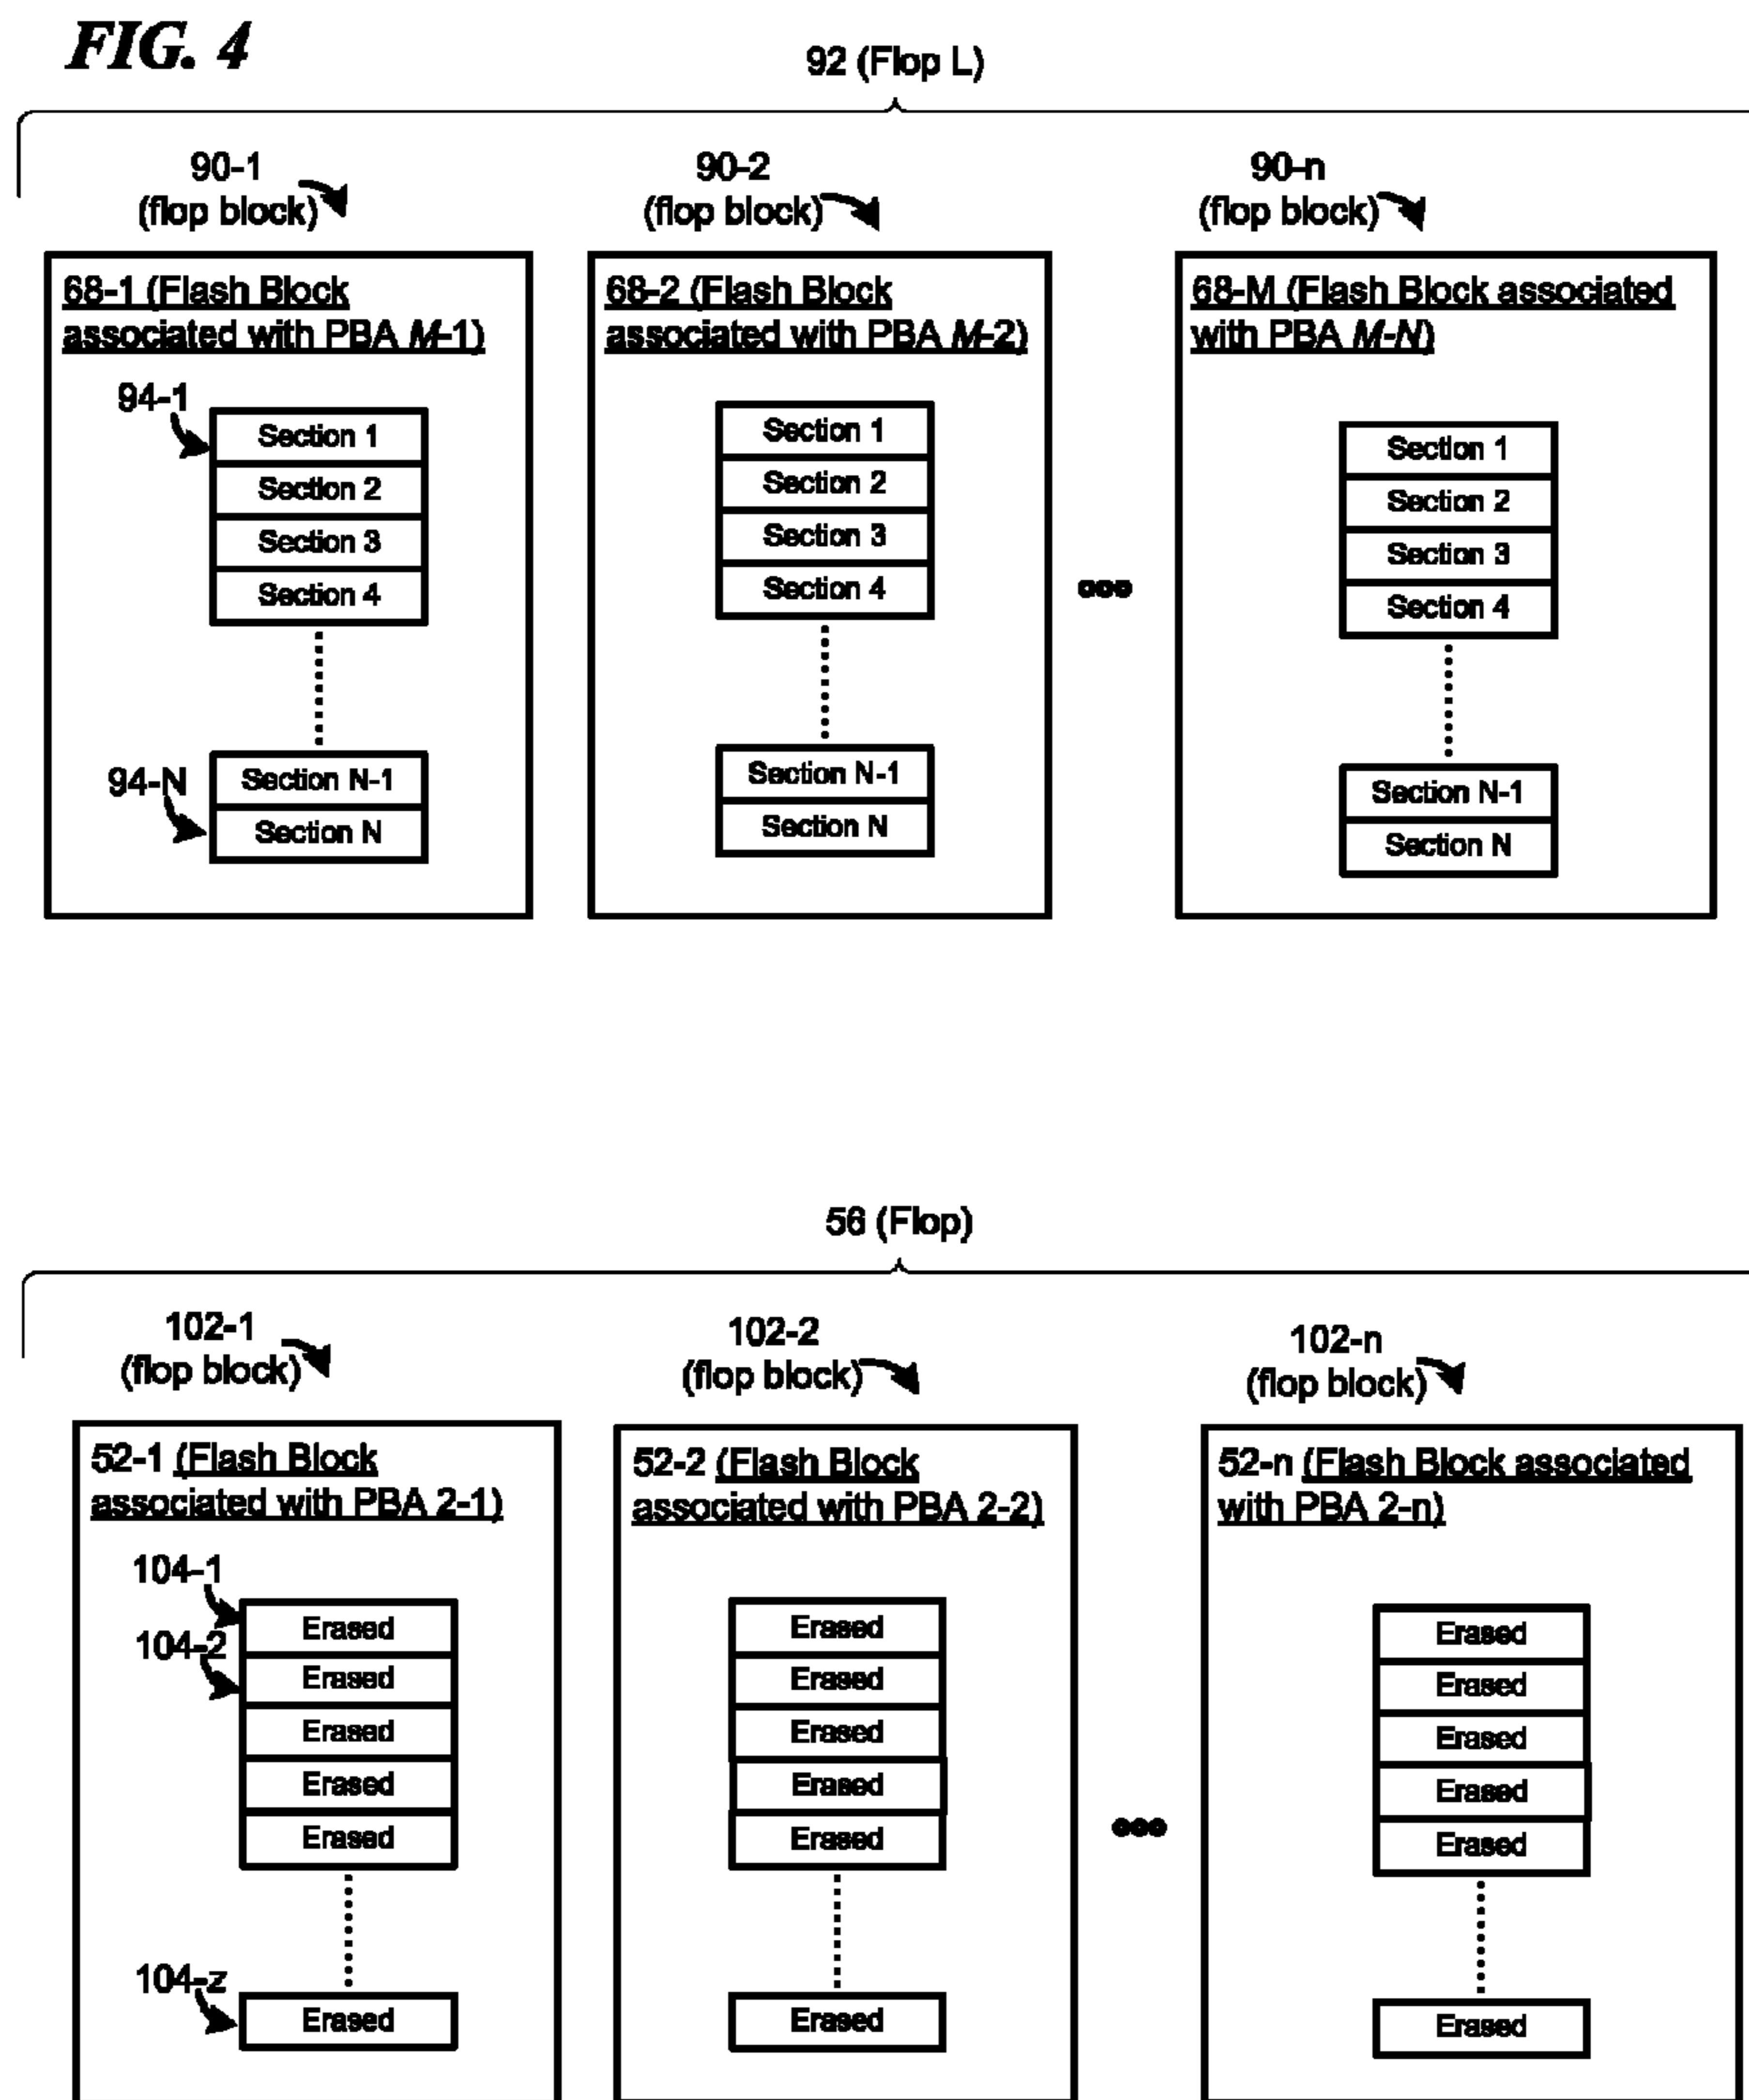 FIG. 4
92 (Flop L)
90-1
(flop block)
90-2
(flop block)
90-n
(flop block)
68-1 (Flash Block
associated with PBA M-1)
94-1
Section 1
Section 2
Section 3
Section 4
94-N
Section N-1
Section N
68-2 (Flash Block
associated with PBA M-2)
Section 1
Section 2
Section 3
Section 4
Section N-1
Section N
68-M (Flash Block associated
with PBA M-N)
Section 1
Section 2
Section 3
Section 4
Section N-1
Section N
56 (Flop)
102-1
(flop block)
102-2
(flop block)
102-n
(flop block)
52-1 (Flash Block
associated with PBA 2-1)
104-1
Erased
104-2
Erased
Erased
Erased
Erased
104-z
Erased
52-2 (Flash Block
associated with PBA 2-2)
Erased
Erased
Erased
Erased
Erased
Erased
52-n (Flash Block associated
with PBA 2-n)
Erased
Erased
Erased
Erased
Erased
Erased